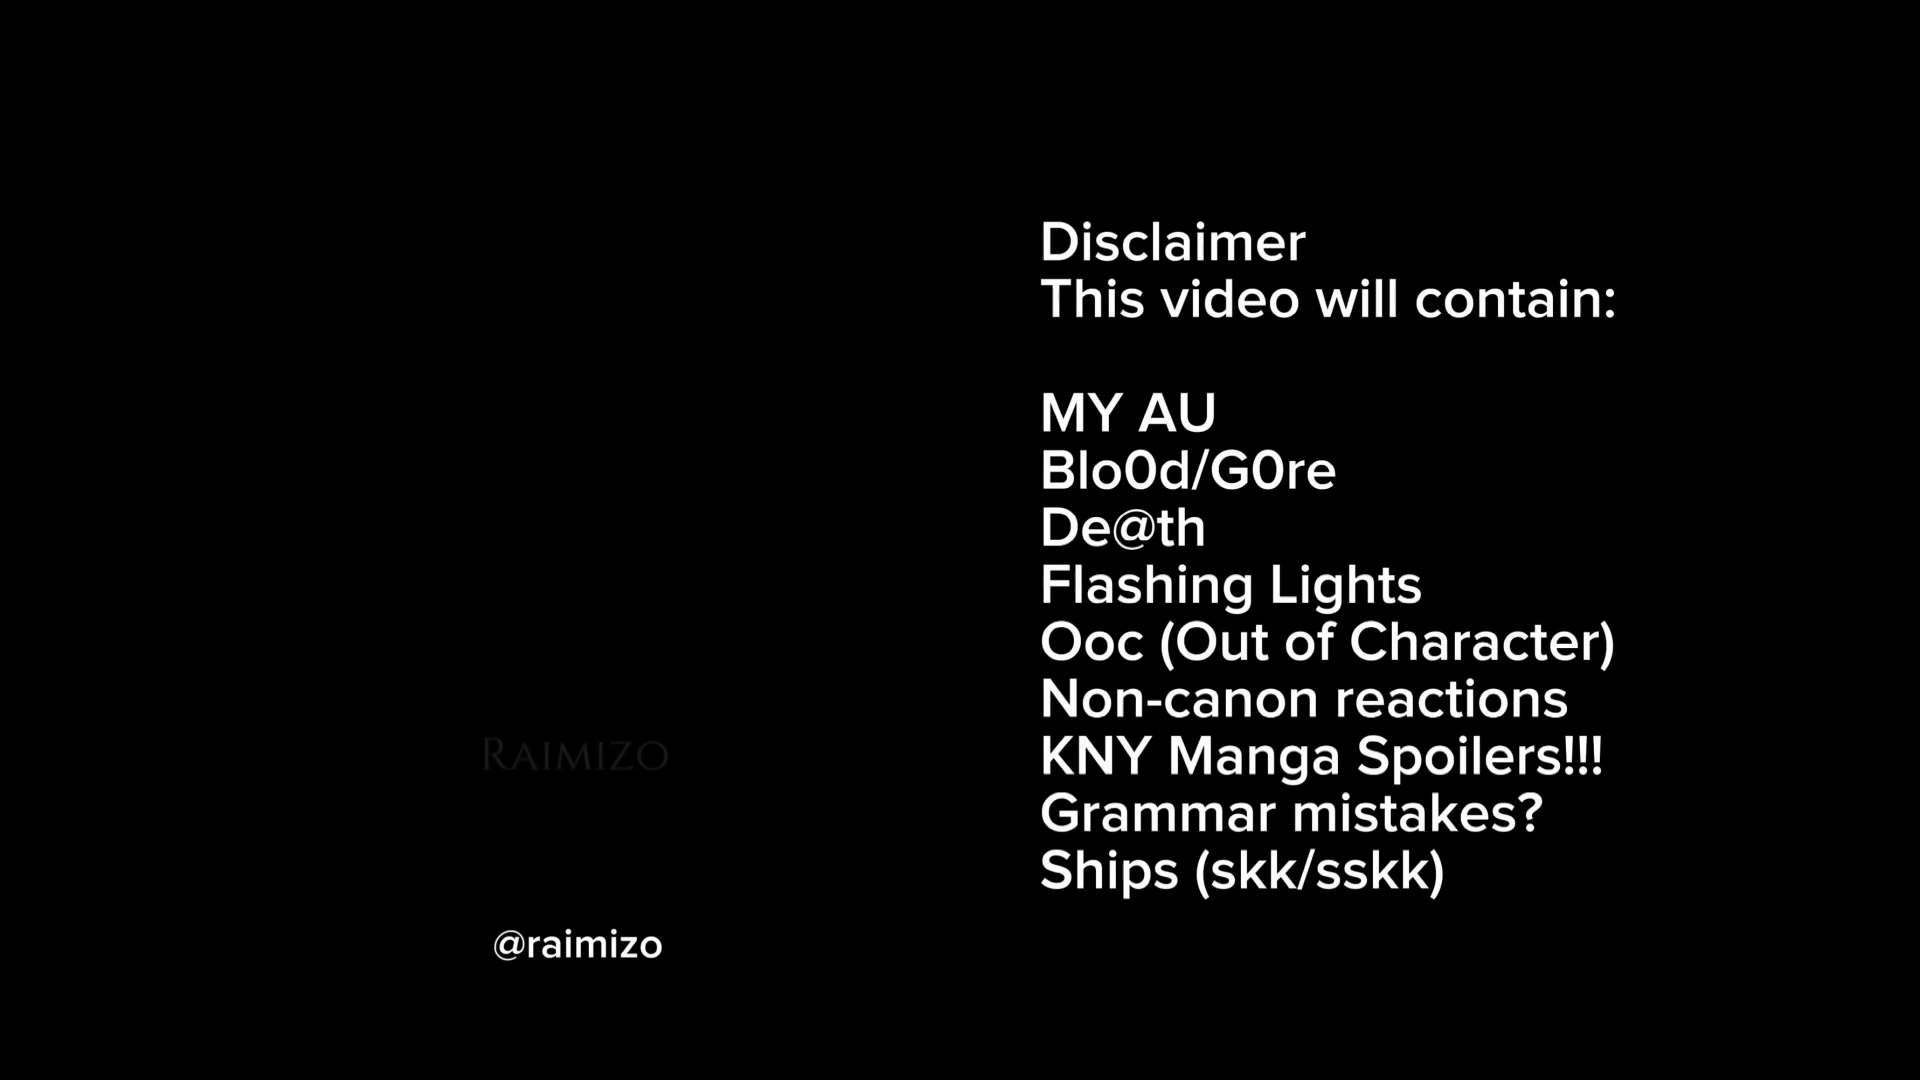 Disclaimer
This video will contain:
MY AU
Blo0d/G0re
De@th
Flashing Lights
Ooc (Out of Character)
Non-canon reactions
KNY Manga Spoilers!!!
Grammar mistakes?
Ships (skk/sskk)
Raimizo
@raimizo